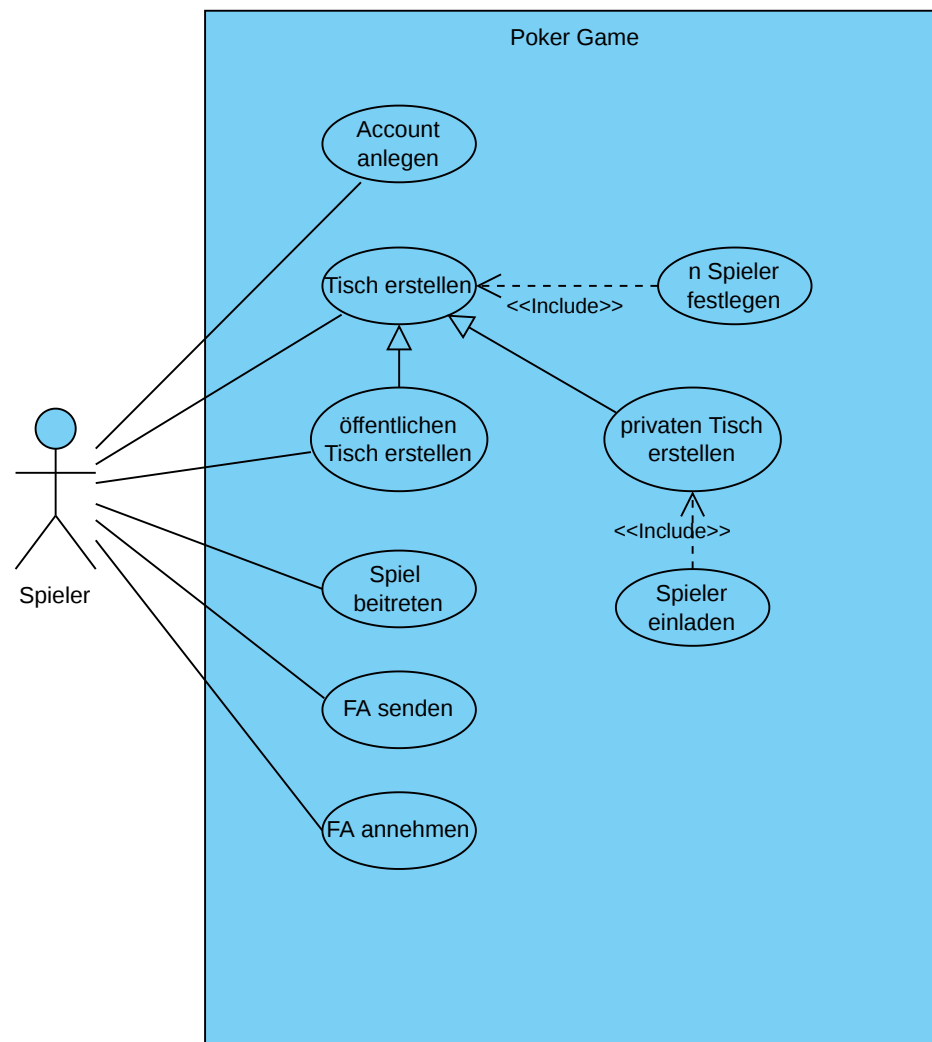 Poker Game
Account
anlegen
Tisch erstellen
<<Include>>
n Spieler
festlegen
öffentlichen
Tisch erstellen
privaten Tisch
erstellen
<<Include>>
Spieler
einladen
Spieler
Spiel
beitreten
FA senden
FA annehmen